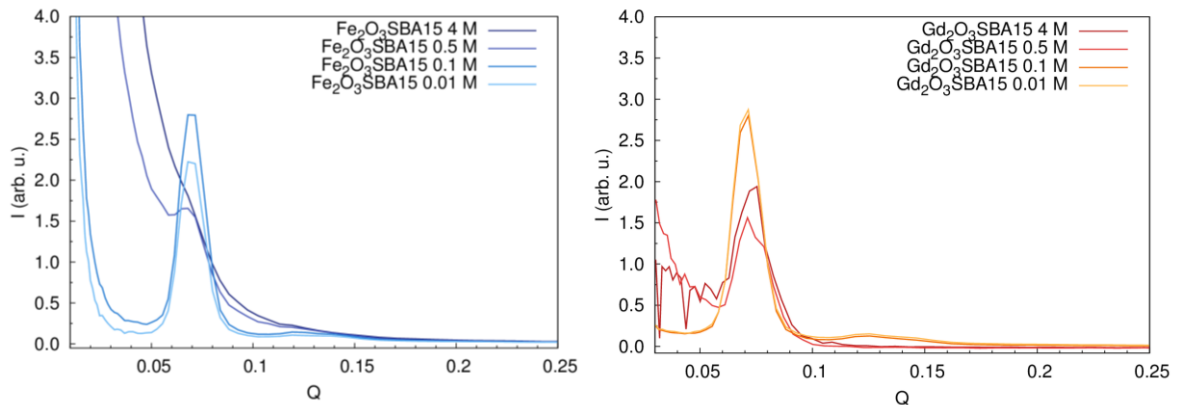 4.0
3.5
3.0
2.5
2.0
1.5
1.0
0.5
0.0
I (arb. u.)
0.05
0.1
0.15
0.2
0.25
Q
Fe₂O₃SBA15 4 M
Fe₂O₃SBA15 0.5 M
Fe₂O₃SBA15 0.1 M
Fe₂O₃SBA15 0.01 M
4.0
3.5
3.0
2.5
2.0
1.5
1.0
0.5
0.0
I (arb. u.)
0.05
0.1
0.15
0.2
0.25
Q
Gd₂O₃SBA15 4 M
Gd₂O₃SBA15 0.5 M
Gd₂O₃SBA15 0.1 M
Gd₂O₃SBA15 0.01 M